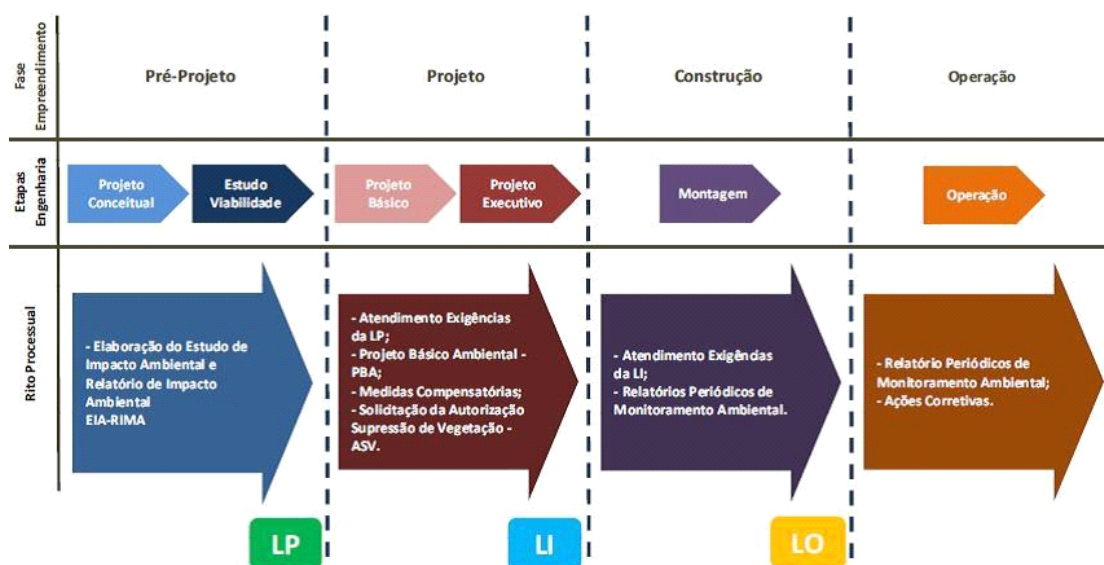 Fase
Empreendimento
Pré-Projeto
Projeto
Construção
Operação
Etapas
Engenharia
Projeto
Conceitual
Estudo
Viabilidade
Projeto
Básico
Projeto
Executivo
Montagem
Operação
Rito Processual
- Elaboração do Estudo de
Impacto Ambiental e
Relatório de Impacto
Ambiental
EIA-RIMA
- Atendimento Exigências
da LP;
- Projeto Básico Ambiental -
PBA;
- Medidas Compensatórias;
- Solicitação da Autorização
Supressão de Vegetação -
ASV.
- Atendimento Exigências
da LI;
- Relatórios Periódicos de
Monitoramento Ambiental.
- Relatório Periódicos de
Monitoramento Ambiental;
- Ações Corretivas.
LP
LI
LO